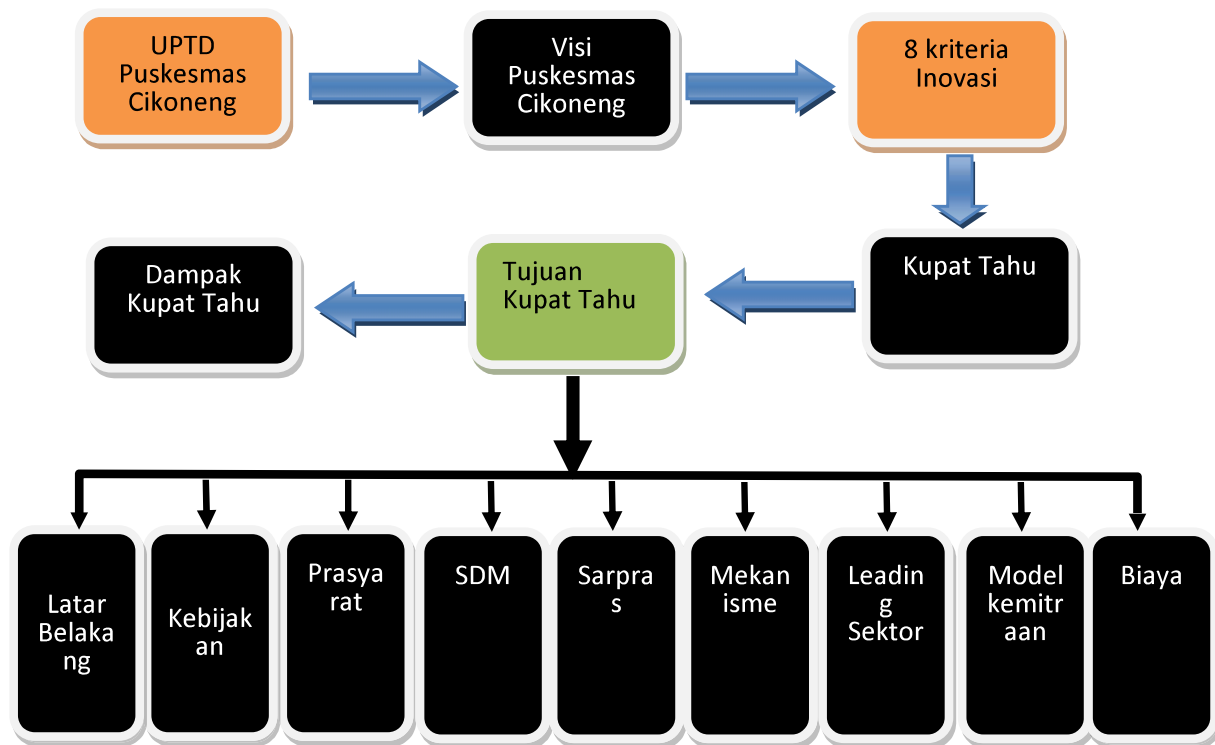 UPTD
Puskesmas
Cikoneng
Visi
Puskesmas
Cikoneng
8 kriteria
Inovasi
Dampak
Kupat Tahu
Tujuan
Kupat Tahu
Kupat Tahu
Latar
Belaka
ng
Kebijak
an
Prasya
rat
SDM
Sarpra
s
Mekan
isme
Leadin
g
Sektor
Model
kemitr
aan
Biaya